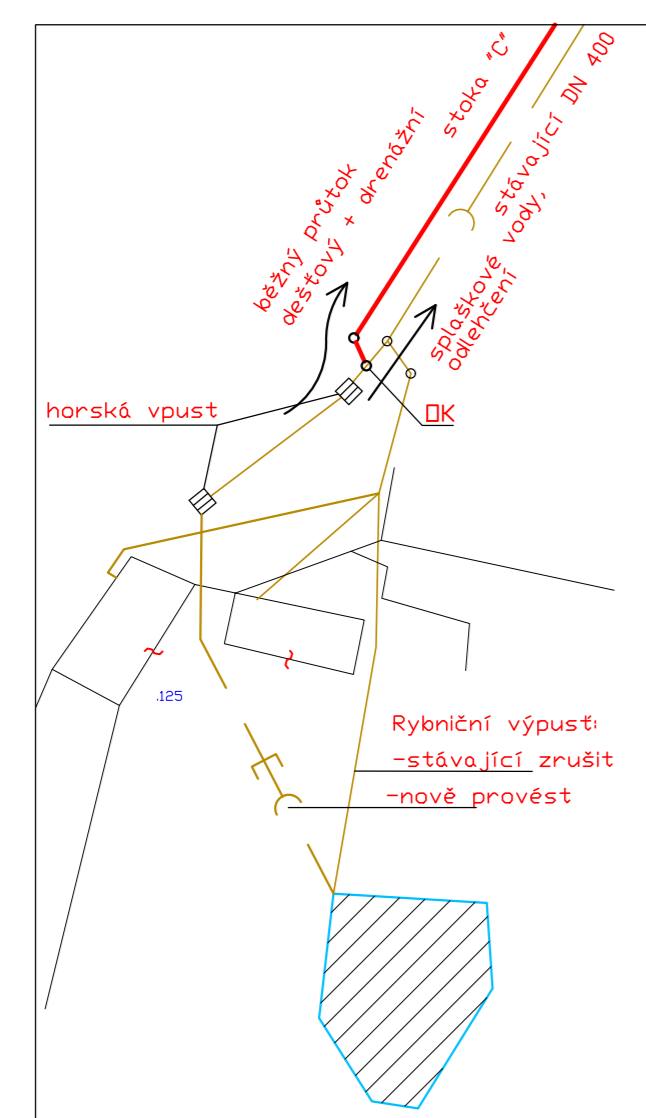 stoka "C"
běžný průtok
dešťový + drenážní
stávající DN 400
splaškové vody,
odlehčení
horská vpust
OK
.125
Rybniční výpusť:
-stávající zrušit
-nově provést